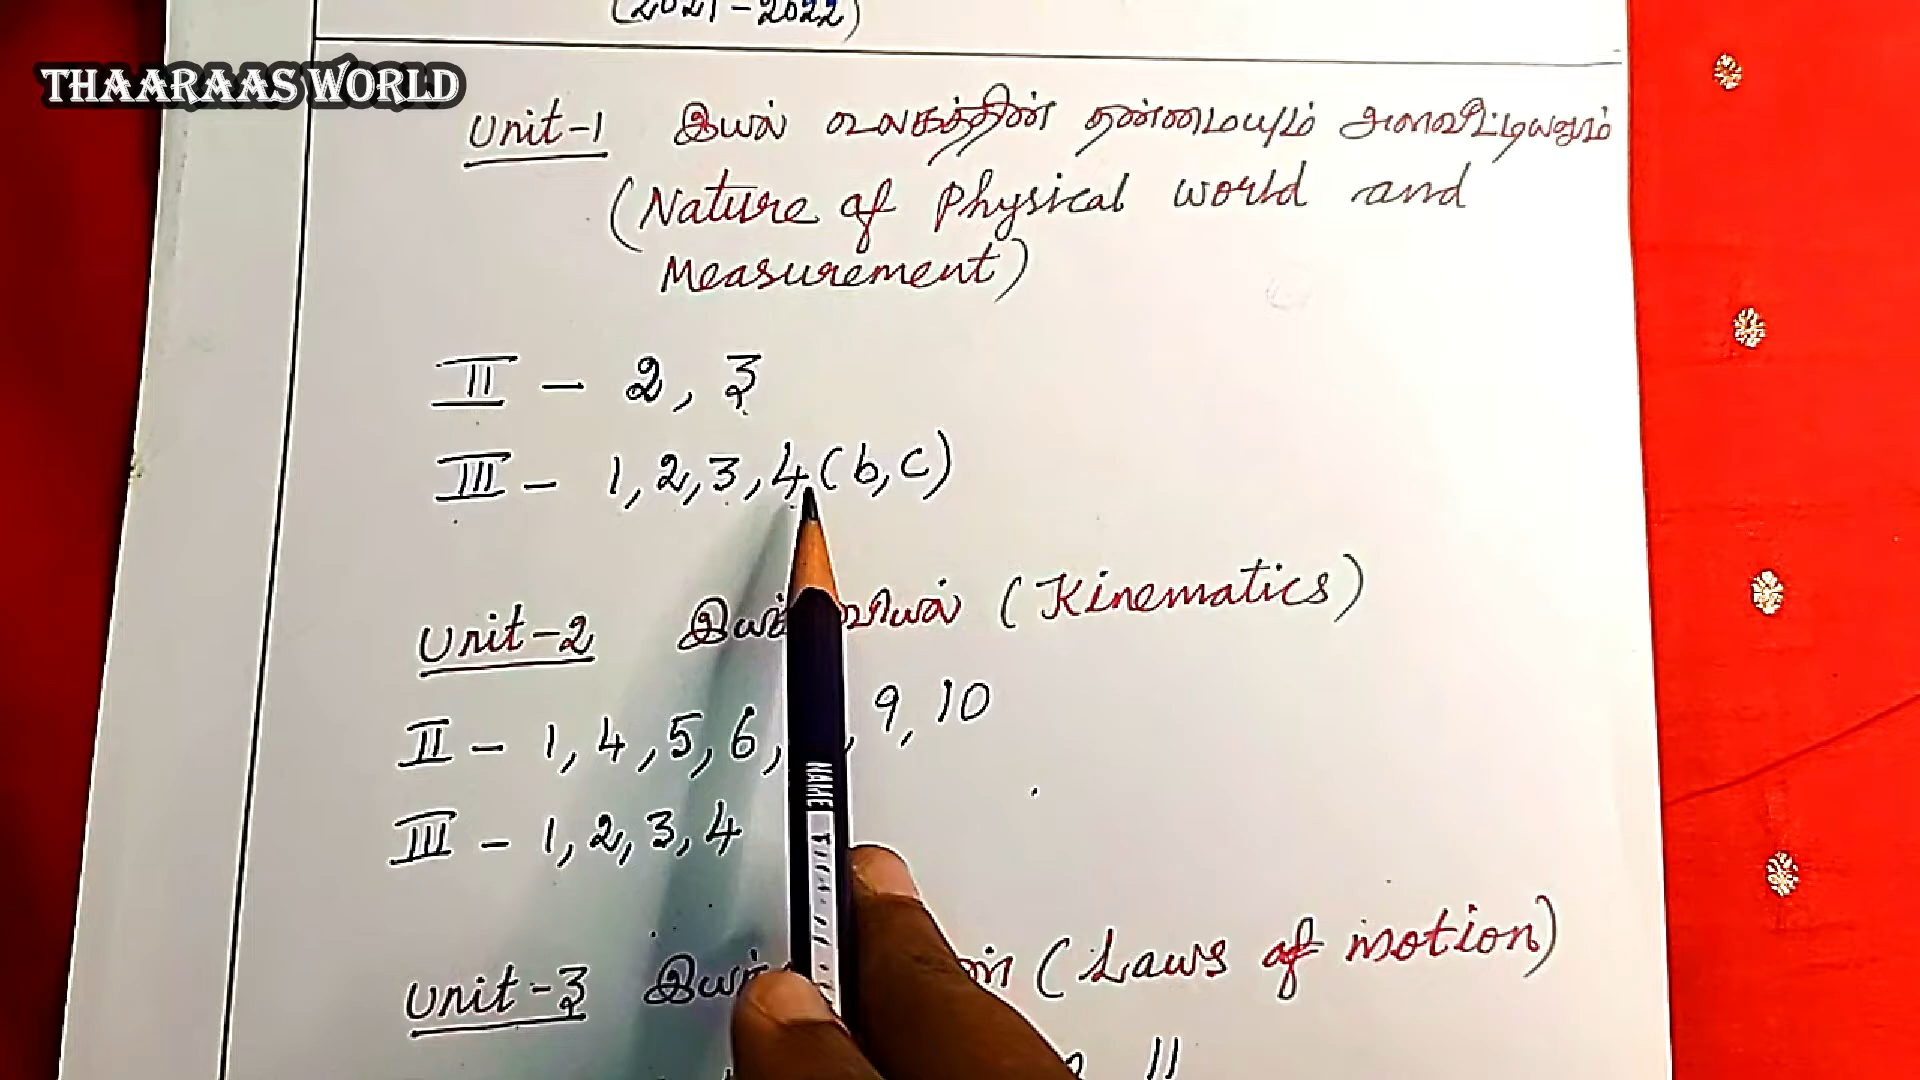 (2021-2022)
THAARAAS WORLD
Unit-1 இயல் உலகத்தின் தன்மையும் அளவீட்டியலும்
(Nature of Physical world and
Measurement)
II - 2, 3
III - 1, 2, 3, 4 (b, c)
Unit-2 (Kinematics)
II - 1, 4, 5, 6, , 9, 10
III - 1, 2, 3, 4
Unit-3 (Laws of motion)
11